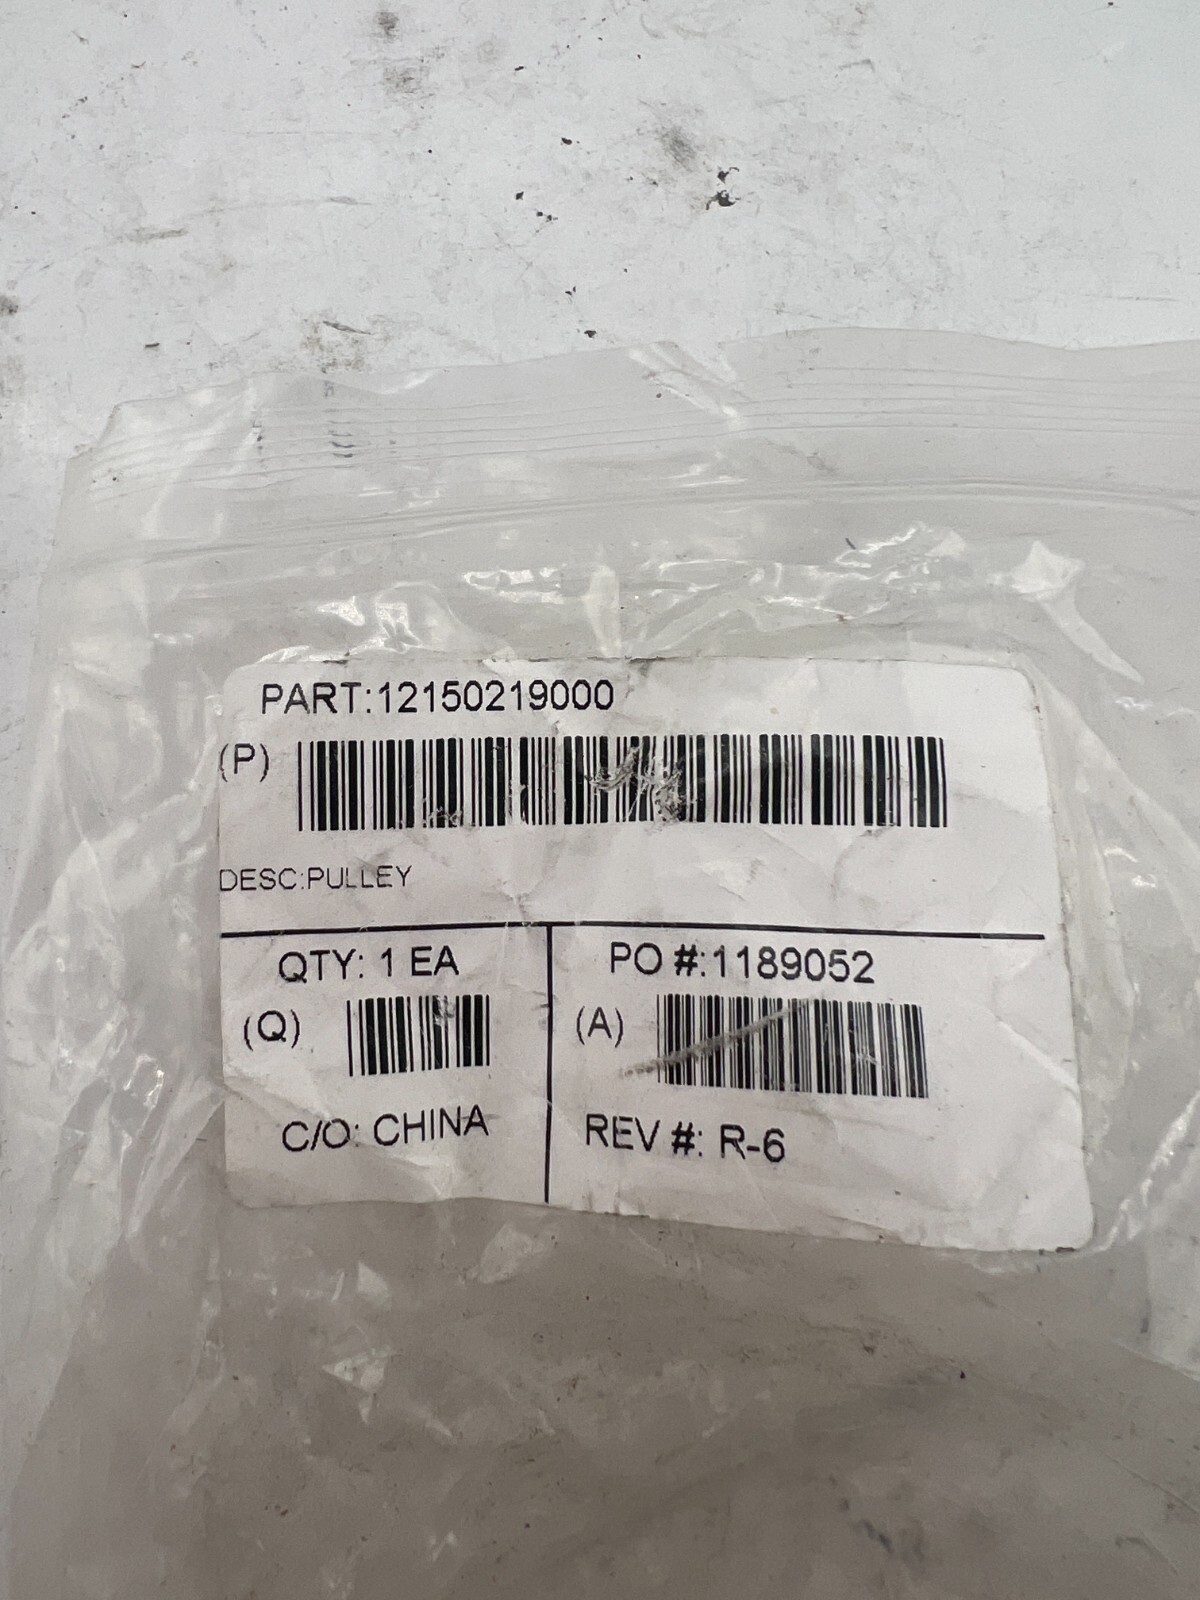 PART:12150219000
(P)
DESC:PULLEY
QTY: 1 EA
(Q)
C/O: CHINA
PO #:1189052
(A)
REV #: R-6